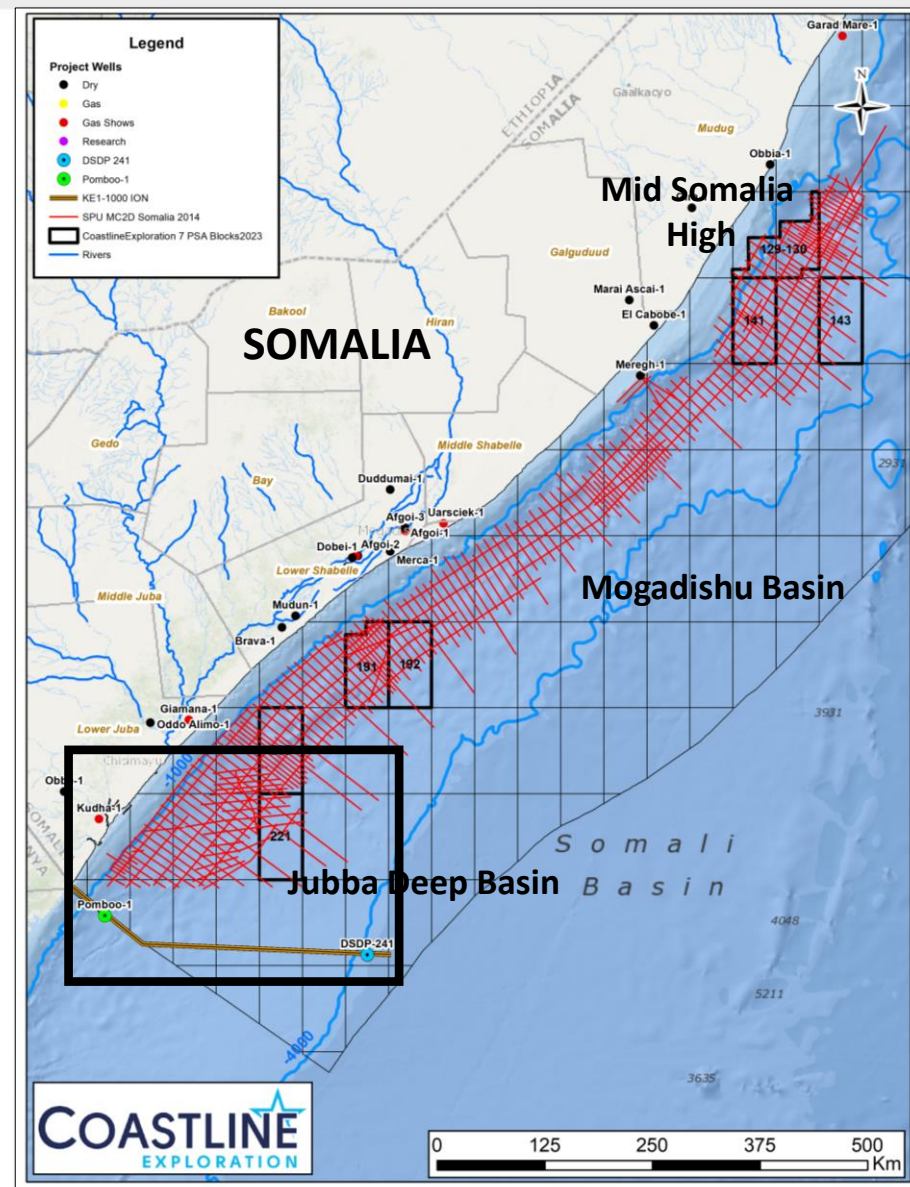 Legend
Project Wells
Dry
Gas
Gas Shows
Research
DSDP 241
Pomboo-1
KE1-1000 ION
SPU MC2D Somalia 2014
CoastlineExploration 7 PSA Blocks2023
Rivers
Garad Mare-1
N
ETHIOPIA
SOMALIA
Gaalkacyo
Mudug
Obbia-1
Mid Somalia
High
Galguduud
129-130
Marai Ascai-1
El Cabobe-1
141
143
Bakool
Hiran
SOMALIA
Meregh-1
Gedo
Bay
Middle Shabelle
2931
Duddumai-1
Afgoi-3
Uarsciek-1
Afgoi-1
Dobei-1
Afgoi-2
Merca-1
Lower Shabelle
Mogadishu Basin
Middle Juba
Mudun-1
Brava-1
191
192
Giamana-1
Oddo Alimo-1
Lower Juba
3931
Chisimayu
-1000
Kudha-1
221
Somali
Basin
Jubba Deep Basin
Pomboo-1
DSDP-241
4048
5211
-4000
3635
COASTLINE
EXPLORATION
0 125 250 375 500
Km